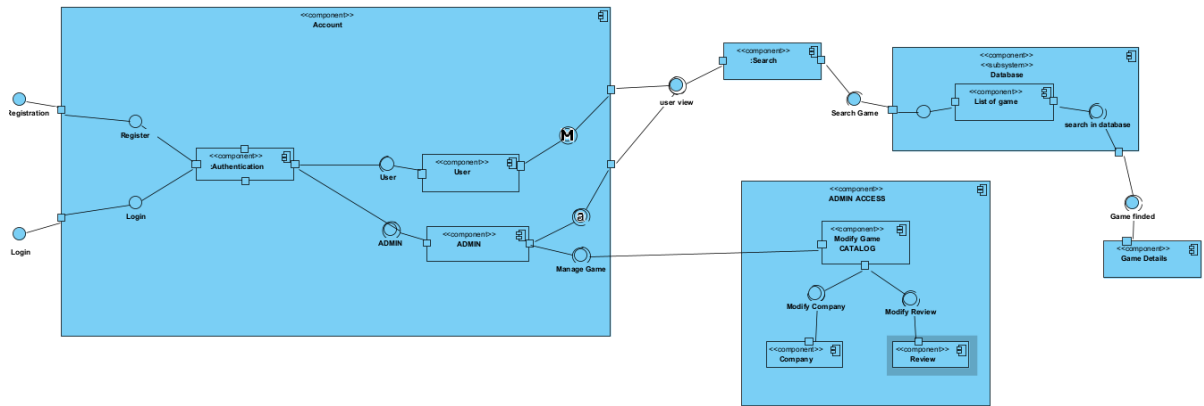 <<component>>
Account
Registration
Register
<<component>>
:Authentication
Login
Login
User
<<component>>
User
M
ADMIN
<<component>>
ADMIN
a
Manage Game
user view
<<component>>
:Search
Search Game
<<component>>
<<subsystem>>
Database
<<component>>
List of game
search in database
Game finded
<<component>>
Game Details
<<component>>
ADMIN ACCESS
<<component>>
Modify Game
CATALOG
Modify Company
Modify Review
<<component>>
Company
<<component>>
Review